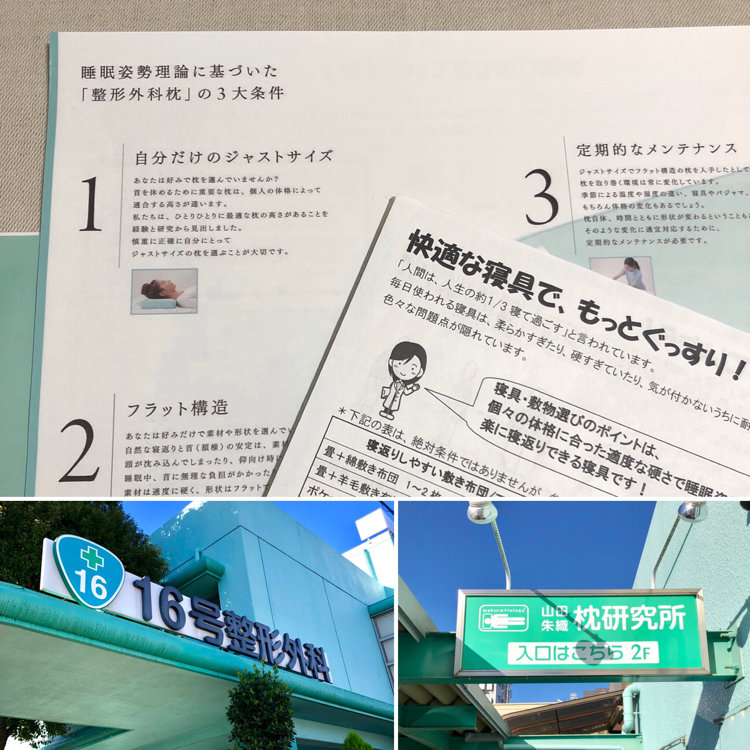 睡眠姿勢理論に基づいた
「整形外科枕」の3大条件
1
自分だけのジャストサイズ
あなたは好みで枕を選んでいませんか?
首を休めるために重要な枕は、個人の体格によって
適合する高さが違います。
私たちは、ひとりひとりに最適な枕の高さがあることを
経験と研究から見出しました。
慎重に正確に自分にとって
ジャストサイズの枕を選ぶことが大切です。
2
フラット構造
あなたは好みだけで素材や形状を選んでい
自然な寝返りと首(頚椎)の安定は、素材
頭が沈み込んでしまったり、仰向け時に
睡眠中、首に無理な負担がかかった
素材は適度に硬く、形状はフラットで
3
定期的なメンテナンス
ジャストサイズでフラット構造の枕を入手したとして
枕を取り巻く環境は常に変化しています。
季節による温度や湿度の違い、寝具やパジャマ、
もちろん体格の変化もあるでしょう。
枕自体、時間とともに形状が変わるということも
そのような変化に適宜対応するために、
定期的なメンテナンスが必要です。
快適な寝具で、もっとぐっすり!
「人間は、人生の約1/3寝て過ごす」と言われています。
毎日使われる寝具は、柔らかすぎたり、硬すぎていたり、気が付かないうちに耐
色々な問題点が隠れています。
寝具・敷物選びのポイントは、
個々の体格に合った適度な硬さで睡眠姿
楽に寝返りできる寝具です!
*下記の表は、絶対条件ではありませんが、
寝返りしやすい敷き布団
畳+綿敷き布団 1〜2枚
畳+羊毛敷き布
ポケ
16
16号整形外科
makura
山田
朱織
枕研究所
入口はこちら 2F